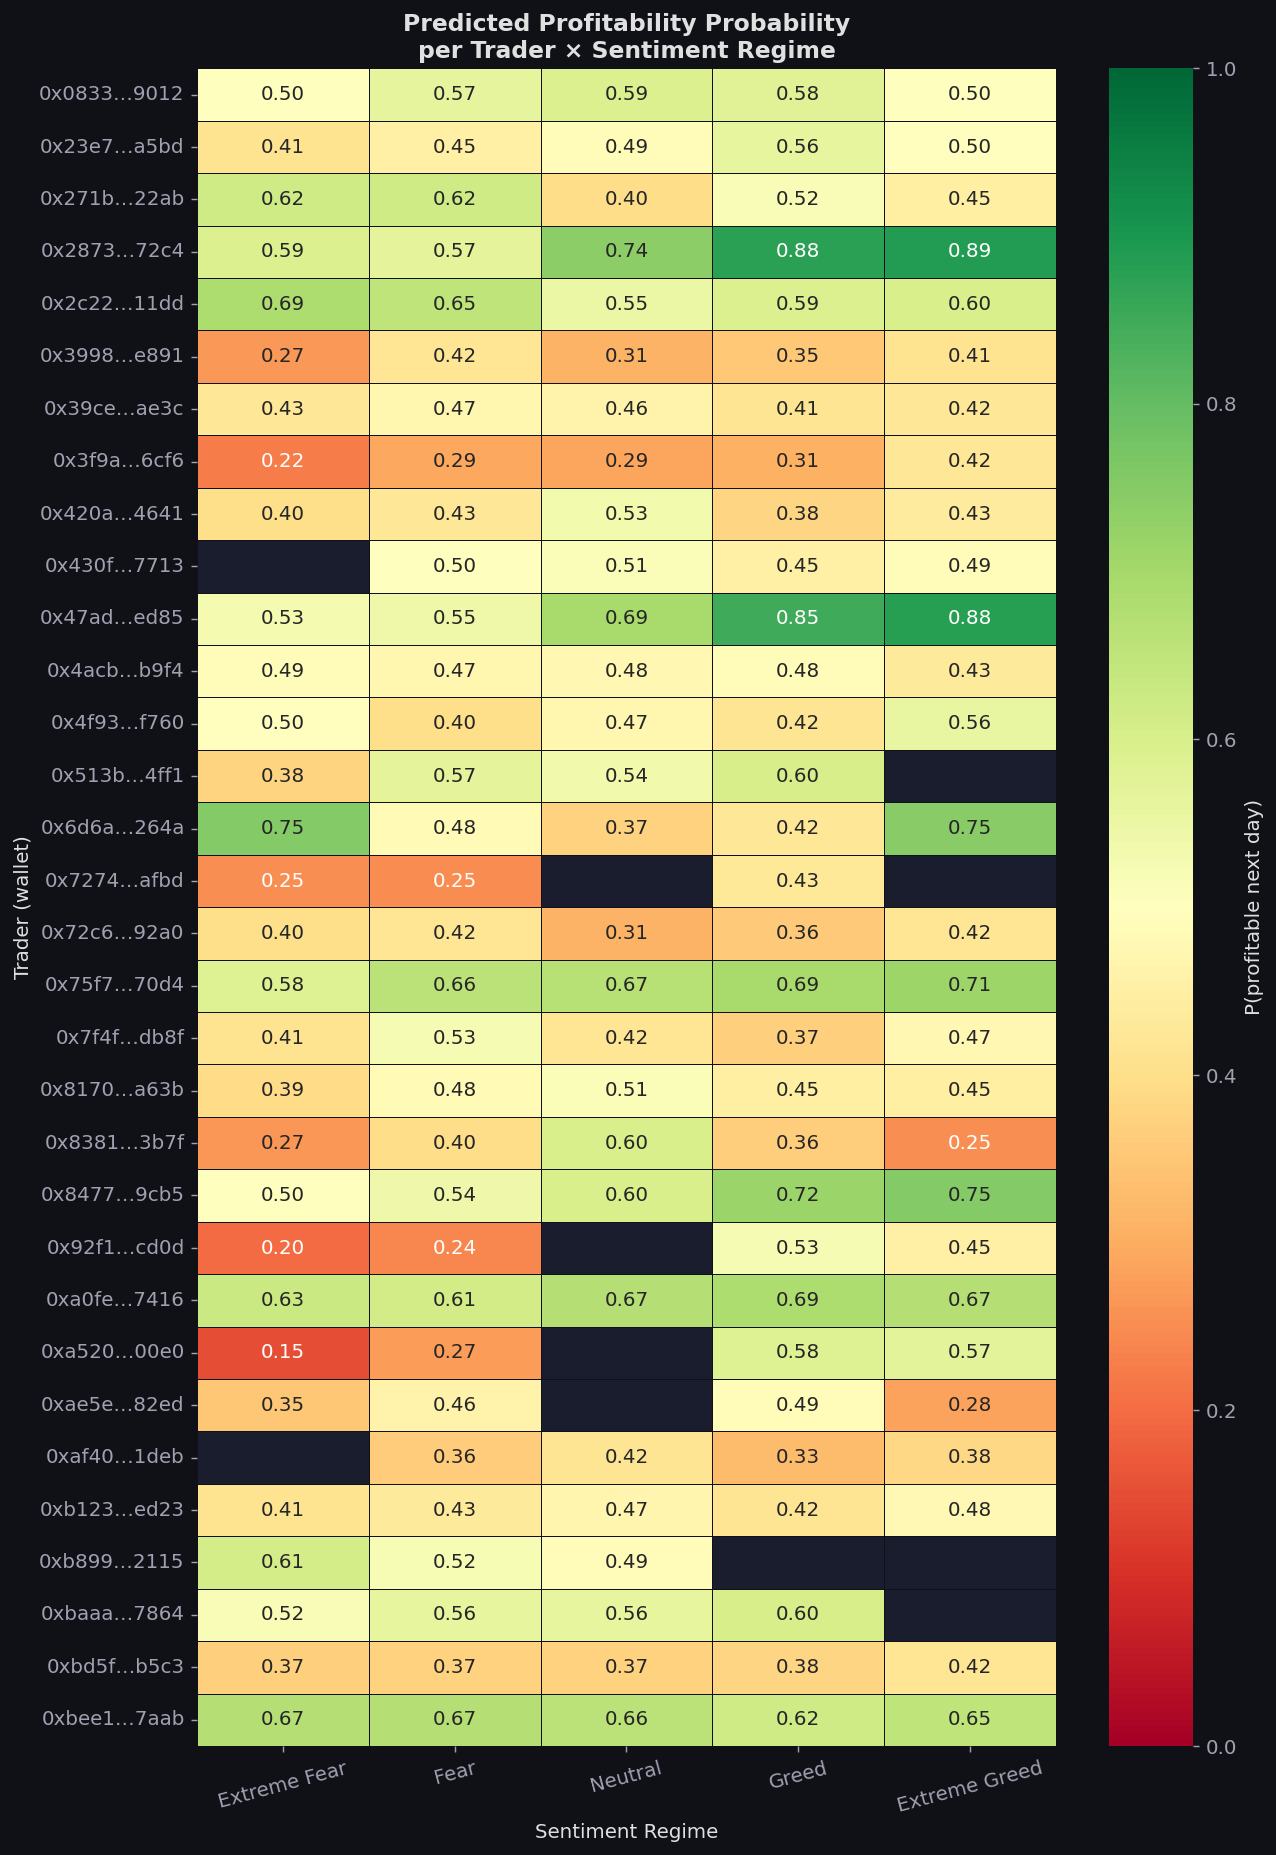 Predicted Profitability Probability
per Trader × Sentiment Regime
0x0833...9012 0.50 0.57 0.59 0.58 0.50
0x23e7...a5bd 0.41 0.45 0.49 0.56 0.50
0x271b...22ab 0.62 0.62 0.40 0.52 0.45
0x2873...72c4 0.59 0.57 0.74 0.88 0.89
0x2c22...11dd 0.69 0.65 0.55 0.59 0.60
0x3998...e891 0.27 0.42 0.31 0.35 0.41
0x39ce...ae3c 0.43 0.47 0.46 0.41 0.42
0x3f9a...6cf6 0.22 0.29 0.29 0.31 0.42
0x420a...4641 0.40 0.43 0.53 0.38 0.43
0x430f...7713 0.50 0.51 0.45 0.49
0x47ad...ed85 0.53 0.55 0.69 0.85 0.88
0x4acb...b9f4 0.49 0.47 0.48 0.48 0.43
0x4f93...f760 0.50 0.40 0.47 0.42 0.56
0x513b...4ff1 0.38 0.57 0.54 0.60
0x6d6a...264a 0.75 0.48 0.37 0.42 0.75
0x7274...afbd 0.25 0.25 0.43
0x72c6...92a0 0.40 0.42 0.31 0.36 0.42
0x75f7...70d4 0.58 0.66 0.67 0.69 0.71
0x7f4f...db8f 0.41 0.53 0.42 0.37 0.47
0x8170...a63b 0.39 0.48 0.51 0.45 0.45
0x8381...3b7f 0.27 0.40 0.60 0.36 0.25
0x8477...9cb5 0.50 0.54 0.60 0.72 0.75
0x92f1...cd0d 0.20 0.24 0.53 0.45
0xa0fe...7416 0.63 0.61 0.67 0.69 0.67
0xa520...00e0 0.15 0.27 0.58 0.57
0xae5e...82ed 0.35 0.46 0.49 0.28
0xaf40...1deb 0.36 0.42 0.33 0.38
0xb123...ed23 0.41 0.43 0.47 0.42 0.48
0xb899...2115 0.61 0.52 0.49
0xbaaa...7864 0.52 0.56 0.56 0.60
0xbd5f...b5c3 0.37 0.37 0.37 0.38 0.42
0xbee1...7aab 0.67 0.67 0.66 0.62 0.65
Extreme Fear Fear Neutral Greed Extreme Greed
Sentiment Regime
Trader (wallet)
1.0
0.8
0.6
0.4
0.2
0.0
P(profitable next day)